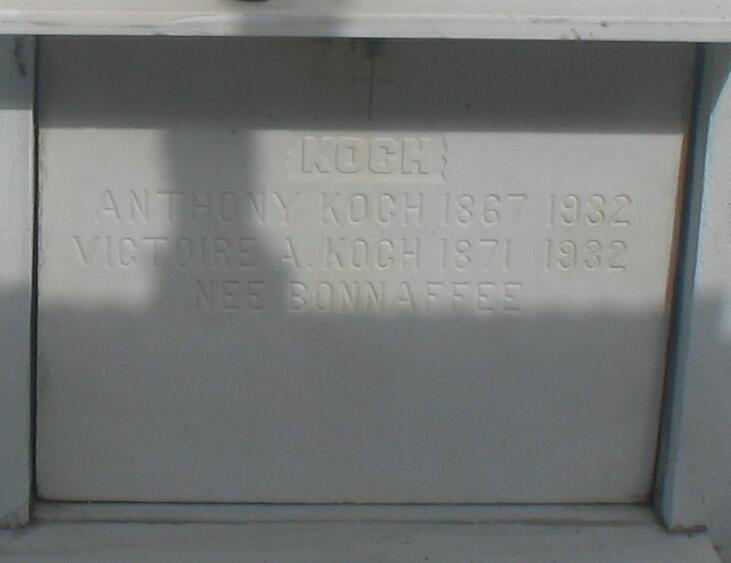 KOCH
ANTHONY KOCH 1867 1932
VICTOIRE A. KOCH 1871 1932
NEE BONNAFFEE